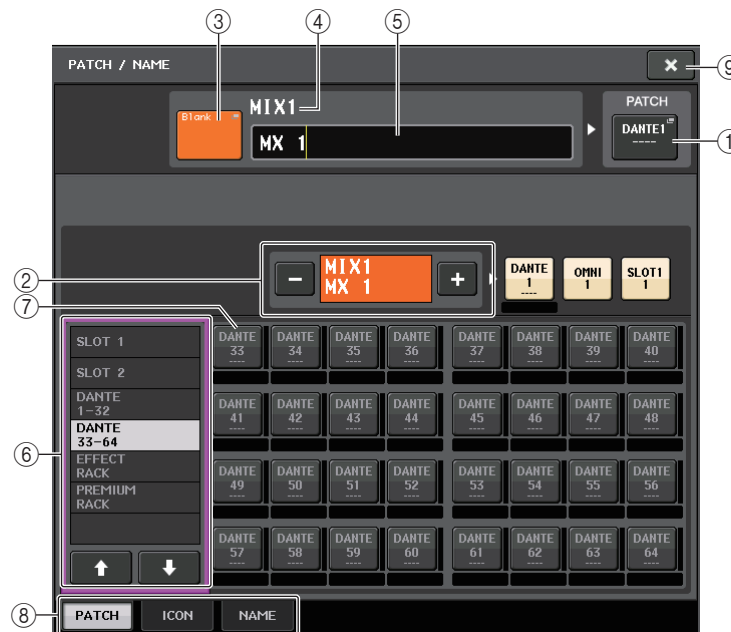 ③ ④ ⑤
PATCH / NAME
×
⑨
Blank
MIX1
MX 1
PATCH
DANTE1
----
①
②
−
MIX1
MX 1
+
DANTE
1
----
OMNI
1
SLOT1
1
⑦
SLOT 1
SLOT 2
DANTE
1-32
DANTE
33-64
EFFECT
RACK
PREMIUM
RACK
⑥
DANTE 33 ---- DANTE 34 ---- DANTE 35 ---- DANTE 36 ---- DANTE 37 ---- DANTE 38 ---- DANTE 39 ---- DANTE 40 ----
DANTE 41 ---- DANTE 42 ---- DANTE 43 ---- DANTE 44 ---- DANTE 45 ---- DANTE 46 ---- DANTE 47 ---- DANTE 48 ----
DANTE 49 ---- DANTE 50 ---- DANTE 51 ---- DANTE 52 ---- DANTE 53 ---- DANTE 54 ---- DANTE 55 ---- DANTE 56 ----
DANTE 57 ---- DANTE 58 ---- DANTE 59 ---- DANTE 60 ---- DANTE 61 ---- DANTE 62 ---- DANTE 63 ---- DANTE 64 ----
⑧
PATCH ICON NAME